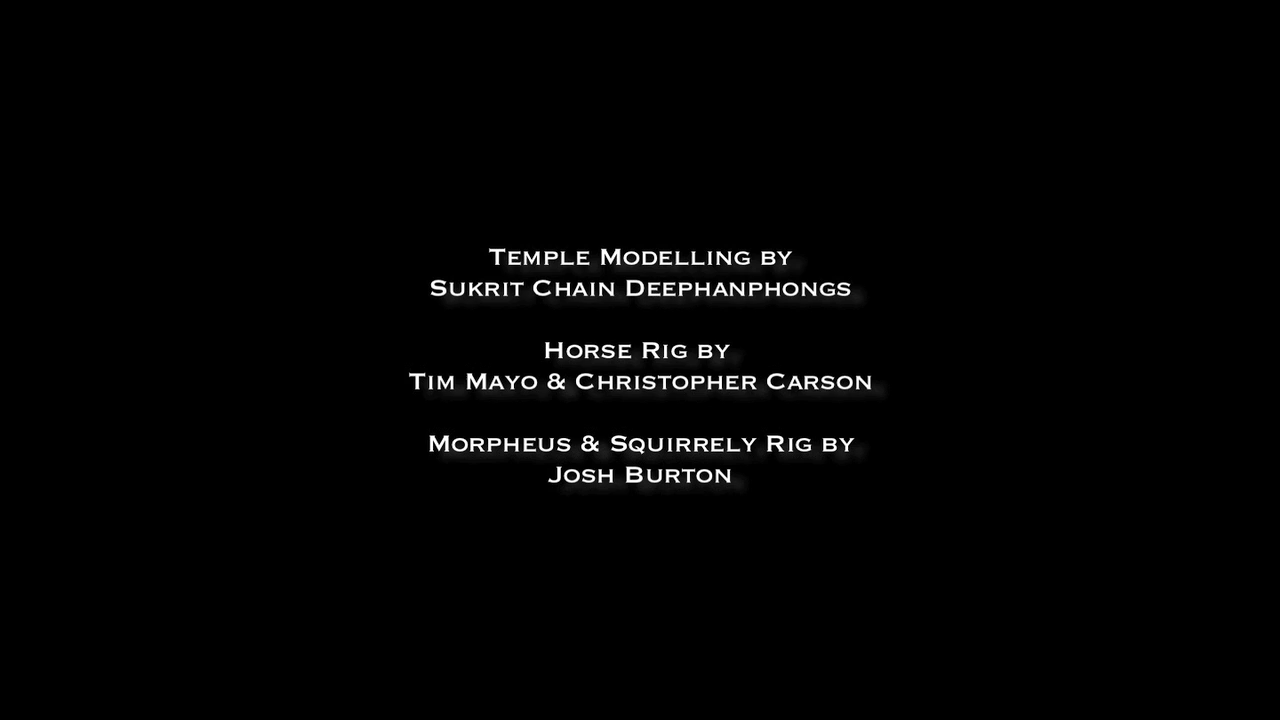 Temple Modelling by
Sukrit Chain Deephanphongs
Horse Rig by
Tim Mayo & Christopher Carson
Morpheus & Squirrely Rig by
Josh Burton